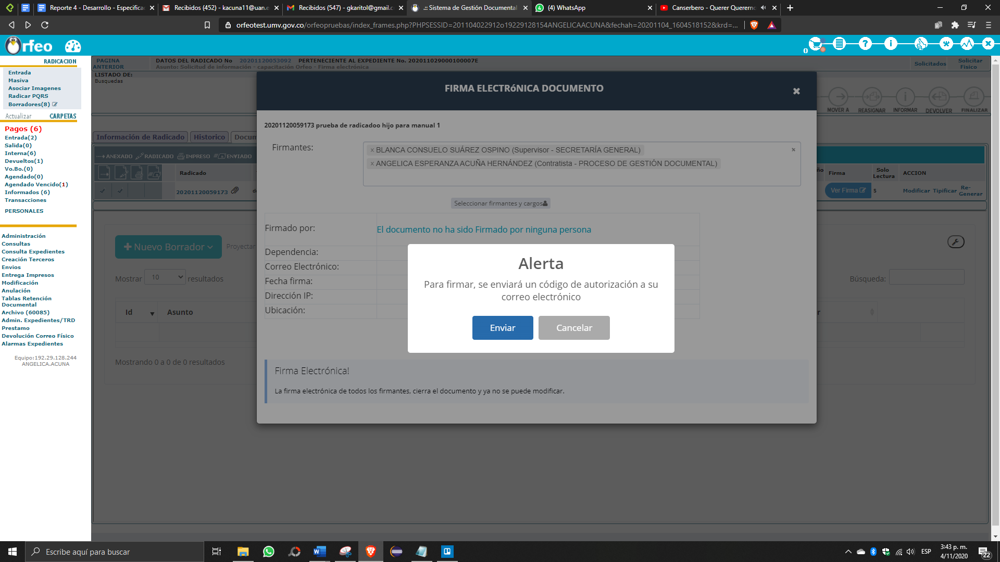 Reporte 4 - Desarrollo - Especifica
Recibidos (452) - kacuna11@uan.e
Recibidos (547) - gkaritol@gmail.c
.:: Sistema de Gestión Documental
(4) WhatsApp
Canserbero - Querer Querern
orfeotest.umv.gov.co/orfeopruebas/index_frames.php?PHPSESSID=201104022912o19229128154ANGELICAACUNA&fechah=20201104_1604518152&krd=...
Orfeo
0
RADICACION
Entrada
Masiva
Asociar Imagenes
Radicar PQRS
Borradores(8)
Actualizar CARPETAS
Pagos (6)
Entrada(2)
Salida(0)
Interna(6)
Devueltos(1)
Vo.Bo.(0)
Agendado(0)
Agendado Vencido(1)
Informados (6)
Transacciones
PERSONALES
Administración
Consultas
Consulta Expedientes
Creación Terceros
Envios
Entrega Impresos
Modificación
Anulación
Tablas Retención
Documental
Archivo (60085)
Admin. Expedientes/TRD
Prestamo
Devolución Correo Físico
Alarmas Expedientes
Equipo:192.29.128.244
ANGELICA.ACUNA
PAGINA
ANTERIOR
DATOS DEL RADICADO No 20201120053092 PERTENECIENTE AL EXPEDIENTE No. 202011029000100007E
Asunto: Solicitud de información - capacitación Orfeo - Firma electrónica
Solicitados
Solicitar
Físico
LISTADO DE:
Busquedas
MOVER A REASIGNAR INFORMAR DEVOLVER FINALIZAR
Información de Radicado Historico Docum
ANEXADO RADICADO IMPRESO ENVIADO
Radicado
Firma
Solo
Lectura
ACCION
20201120059173
Ver Firma
S
Modificar Tipificar
Re-
Generar
Nuevo Borrador
Proyectar
Mostrar 10 resultados
Búsqueda:
Id Asunto
Mostrando 0 a 0 de 0 resultados
FIRMA ELECTRóNICA DOCUMENTO
20201120059173 prueba de radicadoo hijo para manual 1
Firmantes:
× BLANCA CONSUELO SUÁREZ OSPINO (Supervisor - SECRETARÍA GENERAL)
× ANGELICA ESPERANZA ACUÑA HERNÁNDEZ (Contratista - PROCESO DE GESTIÓN DOCUMENTAL)
Seleccionar firmantes y cargos
Firmado por: El documento no ha sido Firmado por ninguna persona
Dependencia:
Correo Electrónico:
Fecha firma:
Dirección IP:
Ubicación:
Alerta
Para firmar, se enviará un código de autorización a su
correo electrónico
Enviar Cancelar
Firma Electrónica!
La firma electrónica de todos los firmantes, cierra el documento y ya no se puede modificar.
Escribe aquí para buscar
ESP
3:43 p. m.
4/11/2020
22